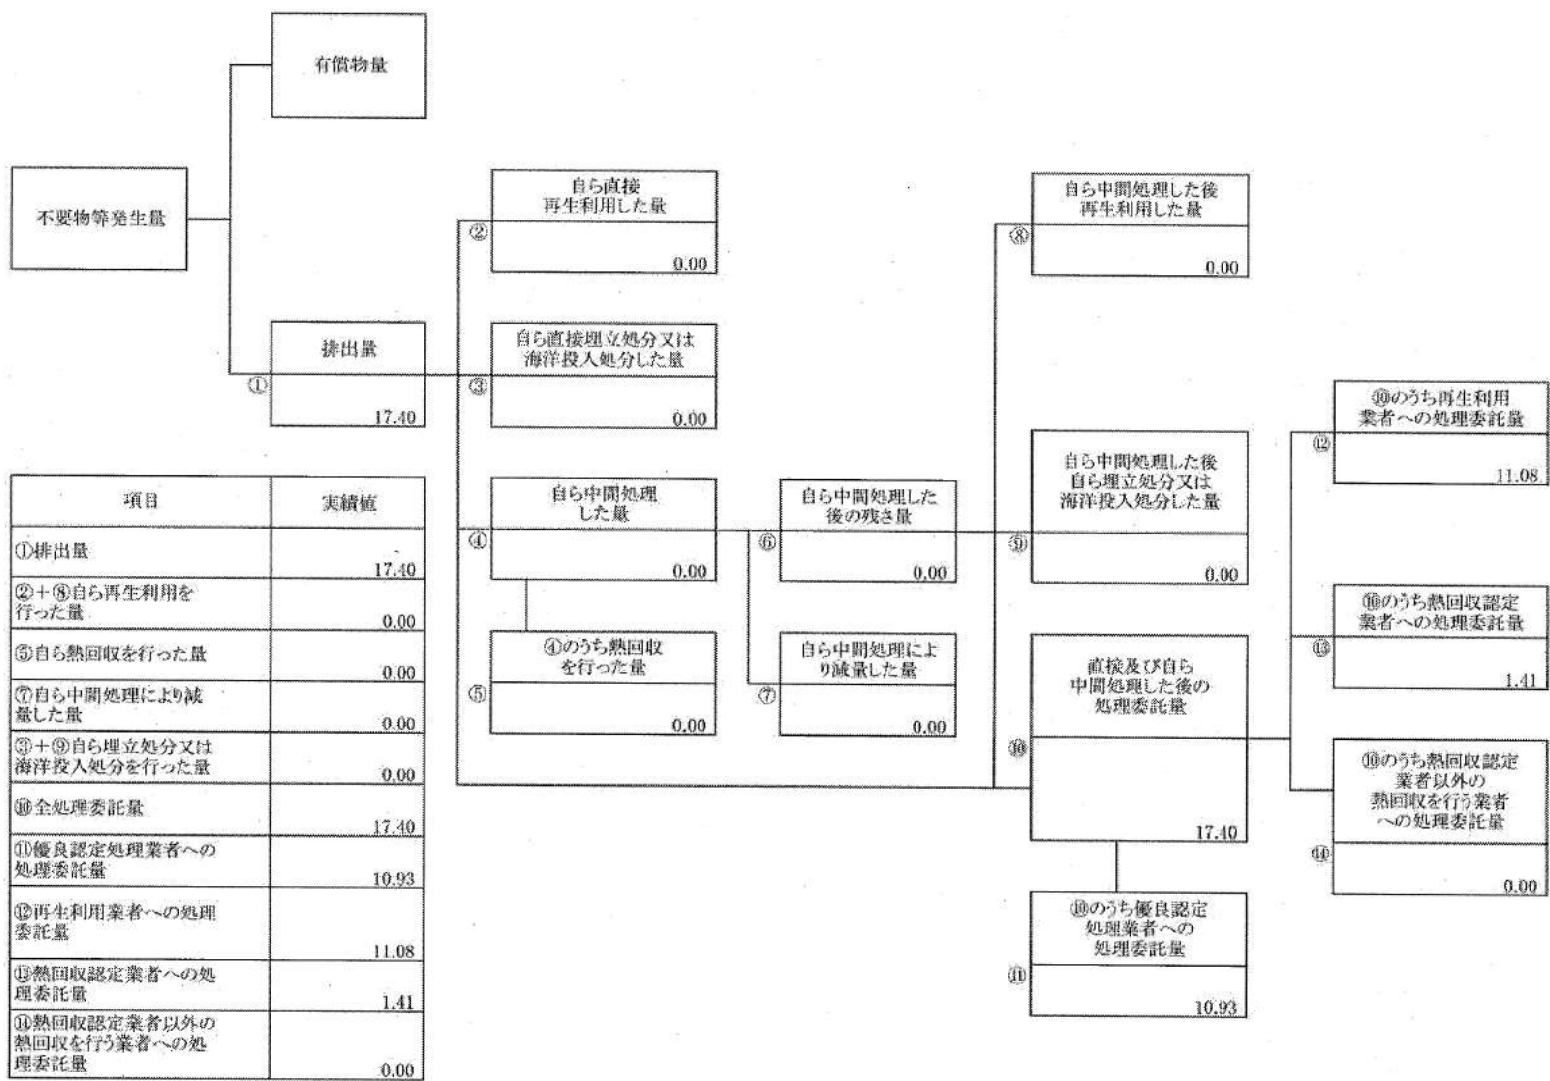 有償物量
不要物等発生量
排出量
①
17.40
自ら直接
再生利用した量
②
0.00
自ら直接埋立処分又は
海洋投入処分した量
③
0.00
自ら中間処理
した量
④
0.00
④のうち熱回収
を行った量
⑤
0.00
自ら中間処理した
後の残さ量
⑥
0.00
自ら中間処理によ
り減量した量
⑦
0.00
自ら中間処理した後
再生利用した量
⑧
0.00
自ら中間処理した後
自ら埋立処分又は
海洋投入処分した量
⑨
0.00
直接及び自ら
中間処理した後の
処理委託量
⑩
17.40
⑩のうち優良認定
処理業者への
処理委託量
⑪
10.93
⑩のうち再生利用
業者への処理委託量
⑫
11.08
⑩のうち熱回収認定
業者への処理委託量
⑬
1.41
⑩のうち熱回収認定
業者以外の
熱回収を行う業者
への処理委託量
⑭
0.00
項目
実績値
①排出量
17.40
②+⑧自ら再生利用を
行った量
0.00
⑤自ら熱回収を行った量
0.00
⑦自ら中間処理により減
量した量
0.00
③+⑨自ら埋立処分又は
海洋投入処分を行った量
0.00
⑩全処理委託量
17.40
⑪優良認定処理業者への
処理委託量
10.93
⑫再生利用業者への処理
委託量
11.08
⑬熱回収認定業者への処
理委託量
1.41
⑭熱回収認定業者以外の
熱回収を行う業者への処
理委託量
0.00